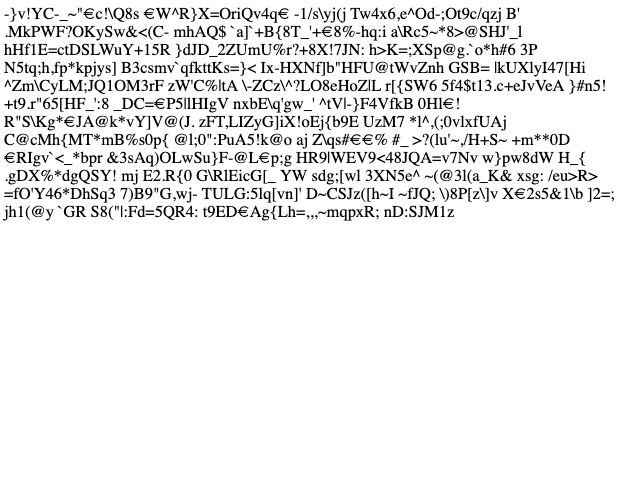 -}v!YC-_~"€c!\Q8s €W^R}X=OriQv4q€ -1/s\yj(j Tw4x6,e^Od-;Ot9c/qzj B'
.MkPWF?OKySw&<(C- mhAQ$ `a]`+B{8T_'+€8%-hq:i a\Rc5~*8>@SHJ'_l
hHf1E=ctDSLWuY+15R }dJD_2ZUmU%r?+8X!7JN: h>K=;XSp@g.`o*h#6 3P
N5tq;h,fp*kpjys] B3csmv`qfkttKs=}< Ix-HXNf]b"HFU@tWvZnh GSB= |kUXlyI47[Hi
^Zm\CyLM;JQ1OM3rF zW'C%|tA \-ZCz\^?LO8eHoZ|L r[{SW6 5f4$t13.c+eJvVeA }#n5!
+t9.r"65[HF_':8 _DC=€P5|lHIgV nxbE\q'gw_' ^tV|-}F4VfkB 0Hl€!
R"S\Kg*€JA@k*vY]V@(J. zFT,LIZyG]iX!oEj{b9E UzM7 *l^,(;0vlxfUAj
C@cMh{MT*mB%s0p{ @l;0":PuA5!k@o aj Z\qs#€€% #_ >?(lu'~,/H+S~ +m**0D
€RIgv`<_*bpr &3sAq)OLwSu}F-@L€p;g HR9|WEV9<48JQA=v7Nv w}pw8dW H_{
.gDX%*dgQSY! mj E2.R{0 G\RlEicG[_ YW sdg;[wl 3XN5e^ ~(@3l(a_K& xsg: /eu>R>
=fO'Y46*DhSq3 7)B9"G,wj- TULG:5lq[vn]' D~CSJz([h~I ~fJQ; \)8P[z\]v X€2s5&1\b ]2=;
jh1(@y `GR S8("|:Fd=5QR4: t9ED€Ag{Lh=,,,~mqpxR; nD:SJM1z